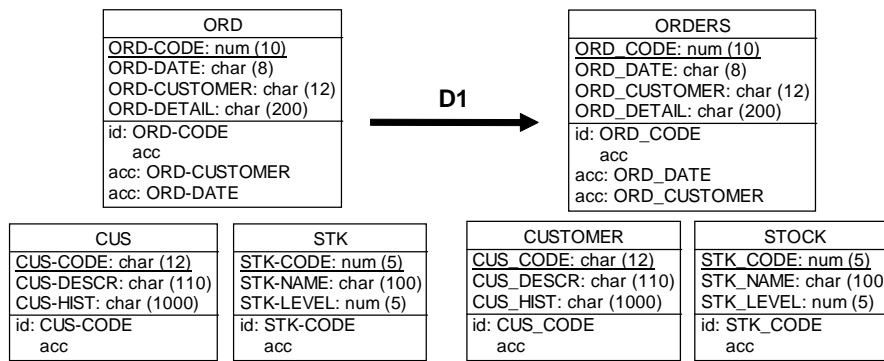 ORD
ORD-CODE: num (10)
ORD-DATE: char (8)
ORD-CUSTOMER: char (12)
ORD-DETAIL: char (200)
id: ORD-CODE
acc
acc: ORD-CUSTOMER
acc: ORD-DATE
D1
ORDERS
ORD_CODE: num (10)
ORD_DATE: char (8)
ORD_CUSTOMER: char (12)
ORD_DETAIL: char (200)
id: ORD_CODE
acc
acc: ORD_DATE
acc: ORD_CUSTOMER
CUS
CUS-CODE: char (12)
CUS-DESCR: char (110)
CUS-HIST: char (1000)
id: CUS-CODE
acc
STK
STK-CODE: num (5)
STK-NAME: char (100)
STK-LEVEL: num (5)
id: STK-CODE
acc
CUSTOMER
CUS_CODE: char (12)
CUS_DESCR: char (110)
CUS_HIST: char (1000)
id: CUS_CODE
acc
STOCK
STK_CODE: num (5)
STK_NAME: char (100
STK_LEVEL: num (5)
id: STK_CODE
acc